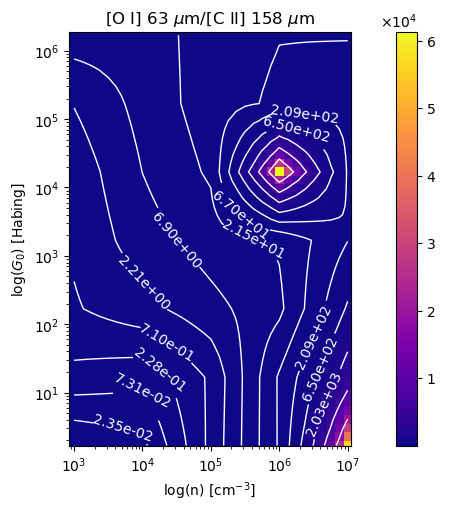 [O I] 63 μm/[C II] 158 μm
×10⁴
6
5
4
3
2
1
10⁶
10⁵
10⁴
10³
10²
10¹
log(G₀) [Habing]
2.09e+02
6.50e+02
6.70e+01
2.15e+01
6.90e+00
2.21e+00
7.10e-01
2.28e-01
7.31e-02
2.35e-02
2.09e+02
6.50e+02
2.03e+03
10³
10⁴
10⁵
10⁶
10⁷
log(n) [cm⁻³]